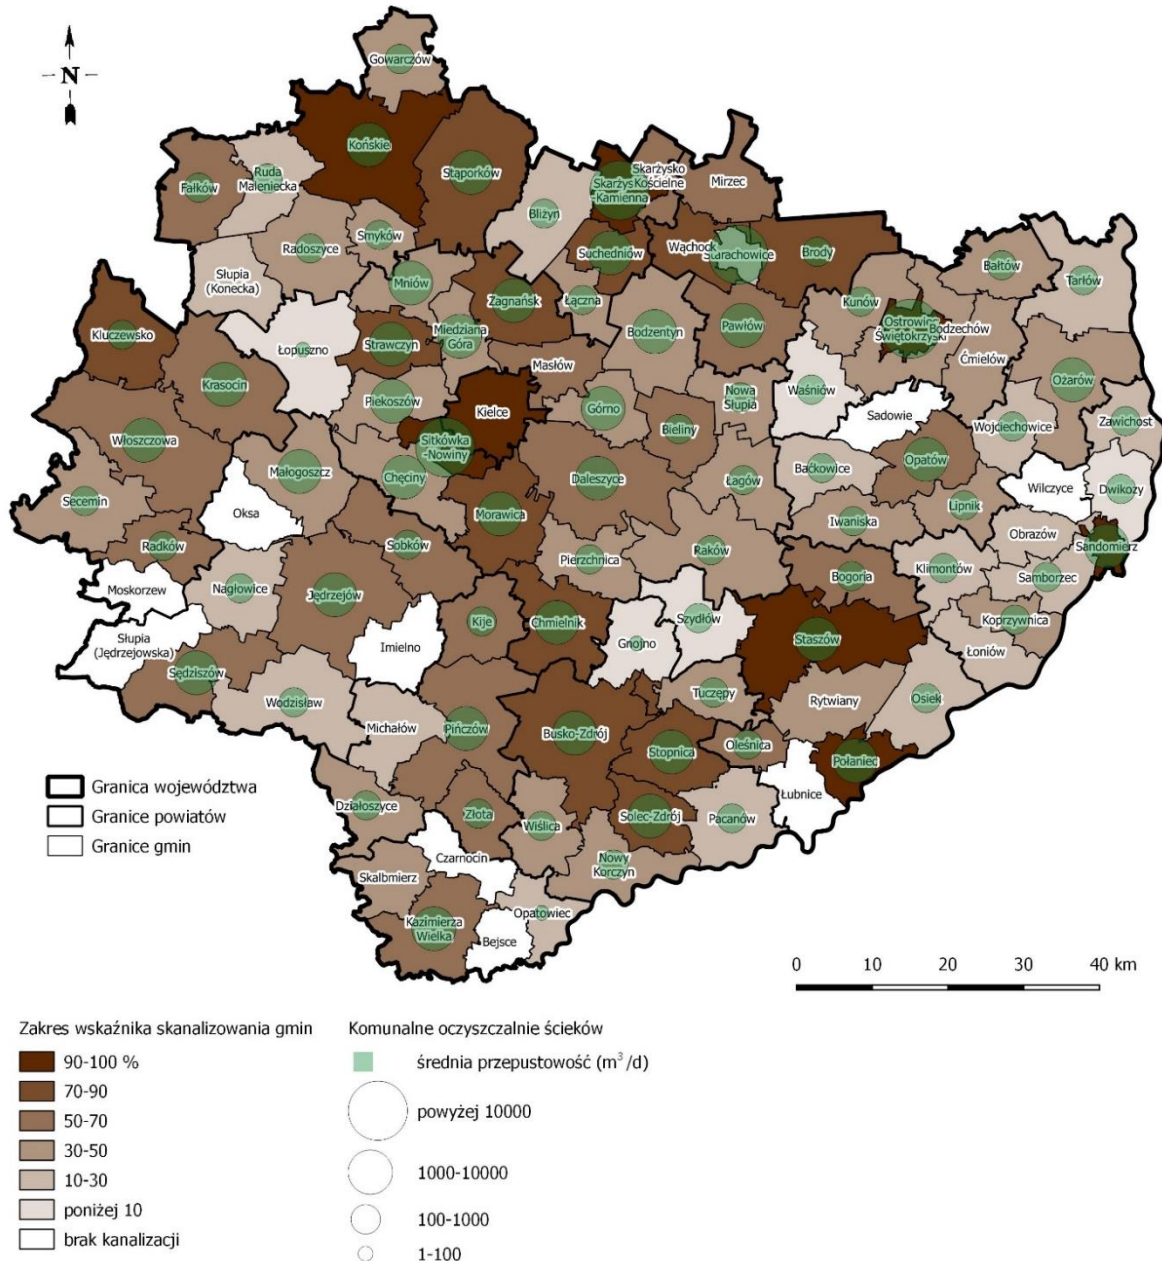 N
Gowarczów
Końskie
Stąporków
Fałków
Ruda
Maleniecka
Bliżyn
Skarżysko
-Kamienna
Skarżysko
Kościelne
Mirzec
Radoszyce
Smyków
Suchedniów
Wąchock
Starachowice
Brody
Słupia
(Konecka)
Mniów
Zagnańsk
Łączna
Bałtów
Tarłów
Kluczewsko
Łopuszno
Strawczyn
Miedziana
Góra
Bodzentyn
Pawłów
Kunów
Ostrowiec
Świętokrzyski
Bodzechów
Ćmielów
Krasocin
Masłów
Ożarów
Piekoszów
Kielce
Górno
Nowa
Słupia
Waśniów
Sadowie
Włoszczowa
Sitkówka
-Nowiny
Bieliny
Wojciechowice
Zawichost
Małogoszcz
Chęciny
Daleszyce
Łagów
Baćkowice
Opatów
Secemin
Oksa
Morawica
Iwaniska
Lipnik
Wilczyce
Dwikozy
Radków
Sobków
Pierzchnica
Raków
Obrazów
Sandomierz
Moskorzew
Nagłowice
Jędrzejów
Bogoria
Klimontów
Samborzec
Słupia
(Jędrzejowska)
Imielno
Kije
Chmielnik
Gnojno
Szydłów
Staszów
Koprzywnica
Łoniów
Sędziszów
Wodzisław
Michałów
Pińczów
Busko-Zdrój
Tuczępy
Rytwiany
Osiek
Stopnica
Oleśnica
Połaniec
Łubnice
Działoszyce
Złota
Wiślica
Solec-Zdrój
Pacanów
Czarnocin
Nowy
Korczyn
Skalbmierz
Kazimierza
Wielka
Opatowiec
Bejsce
Granica województwa
Granice powiatów
Granice gmin
0 10 20 30 40 km
Zakres wskaźnika skanalizowania gmin
90-100 %
70-90
50-70
30-50
10-30
poniżej 10
brak kanalizacji
Komunalne oczyszczalnie ścieków
średnia przepustowość (m³/d)
powyżej 10000
1000-10000
100-1000
1-100